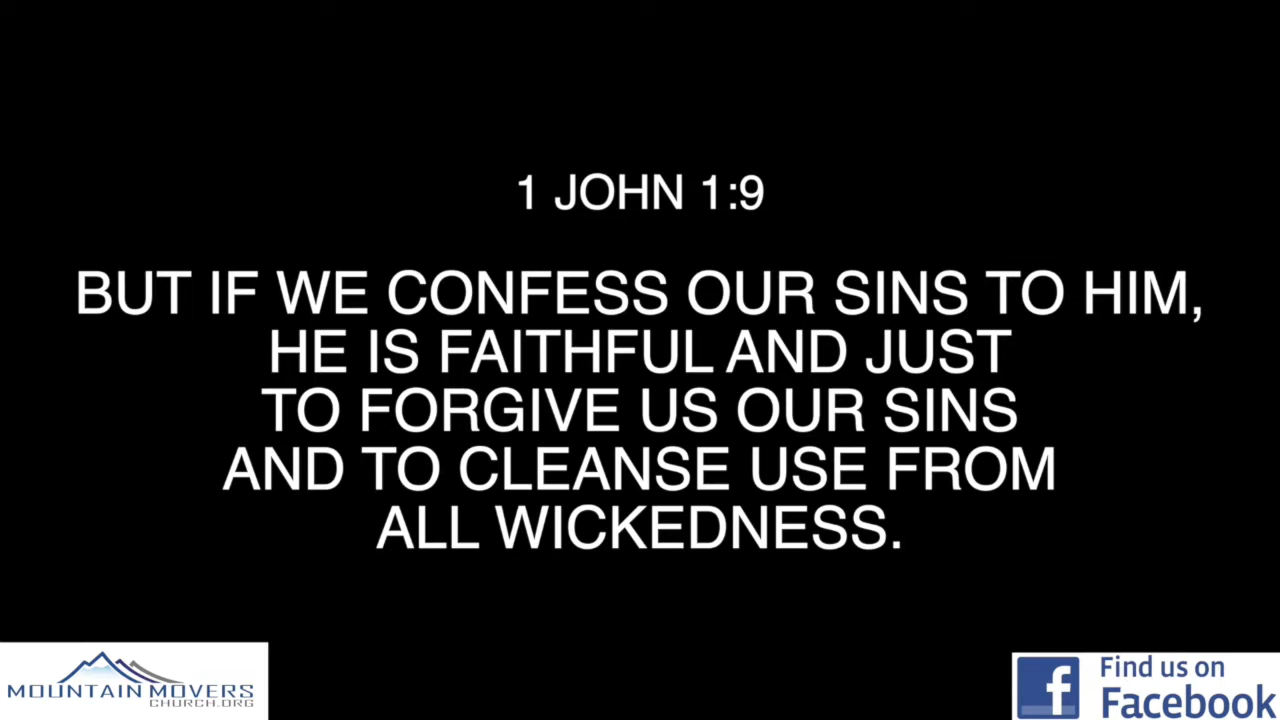 1 JOHN 1:9
BUT IF WE CONFESS OUR SINS TO HIM,
HE IS FAITHFUL AND JUST
TO FORGIVE US OUR SINS
AND TO CLEANSE USE FROM
ALL WICKEDNESS.
MOUNTAIN MOVERS
CHURCH.ORG
f Find us on
Facebook